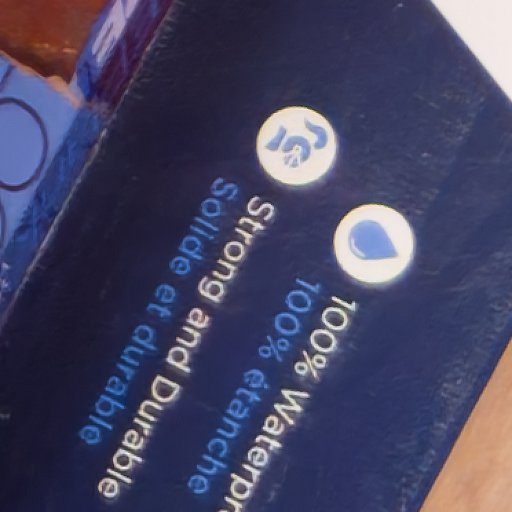 100% Waterpr
100% étanche
Strong and Durable
Solide et durable